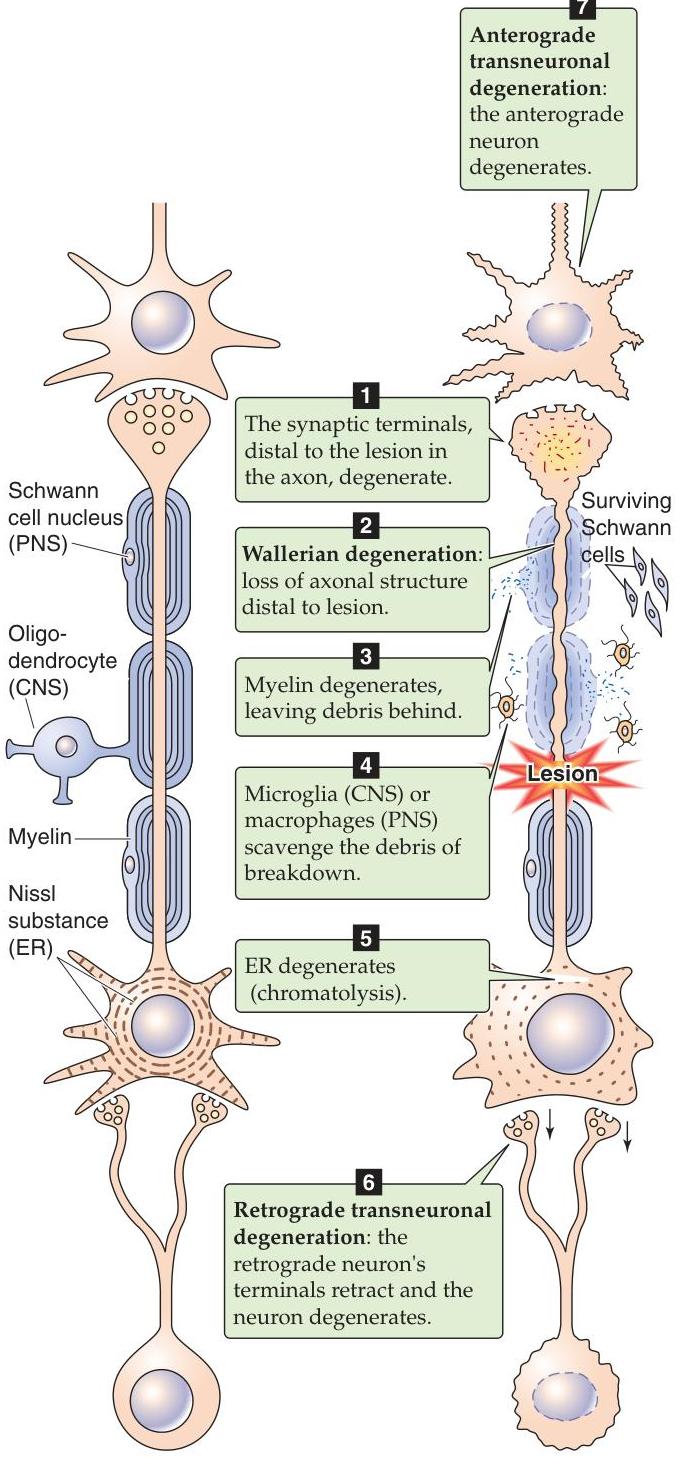 7
Anterograde
transneuronal
degeneration:
the anterograde
neuron
degenerates.
1
The synaptic terminals,
distal to the lesion in
the axon, degenerate.
Schwann
cell nucleus
(PNS)
Surviving
Schwann
cells
2
Wallerian degeneration:
loss of axonal structure
distal to lesion.
Oligo-
dendrocyte
(CNS)
3
Myelin degenerates,
leaving debris behind.
4
Microglia (CNS) or
macrophages (PNS)
scavenge the debris of
breakdown.
Lesion
Myelin
Nissl
substance
(ER)
5
ER degenerates
(chromatolysis).
6
Retrograde transneuronal
degeneration: the
retrograde neuron's
terminals retract and the
neuron degenerates.